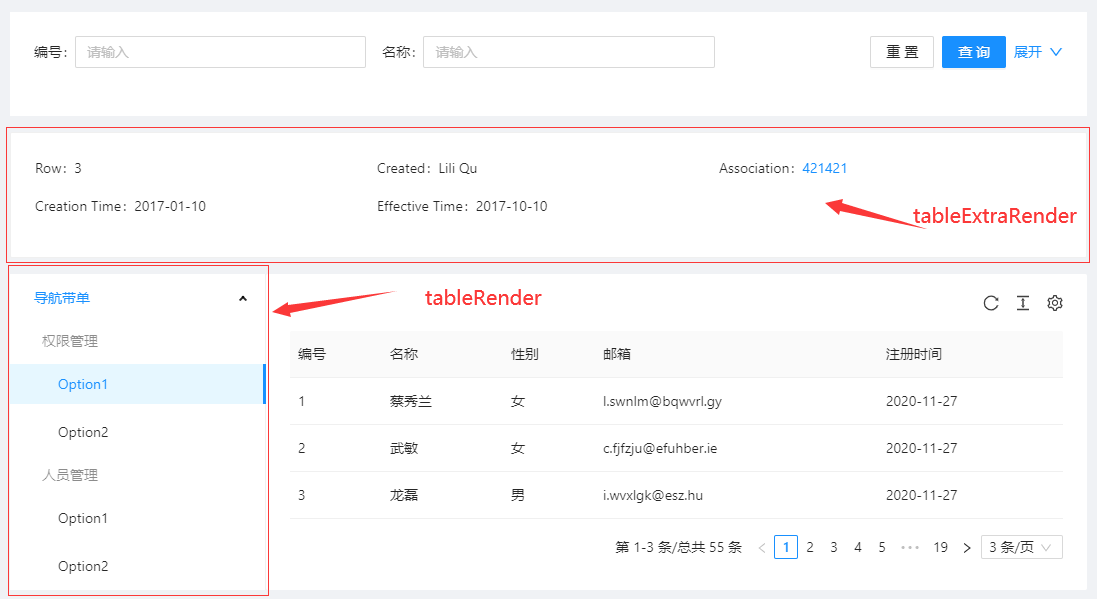 编号: 请输入 名称: 请输入 重 置 查 询 展开
Row: 3 Created: Lili Qu Association: 421421
Creation Time: 2017-01-10 Effective Time: 2017-10-10
tableExtraRender
导航带单
tableRender
权限管理
Option1
Option2
人员管理
Option1
Option2
编号 名称 性别 邮箱 注册时间
1 蔡秀兰 女 l.swnlm@bqwvrl.gy 2020-11-27
2 武敏 女 c.fjfzju@efuhber.ie 2020-11-27
3 龙磊 男 i.wvxlgk@esz.hu 2020-11-27
第 1-3 条/总共 55 条 < 1 2 3 4 5 ••• 19 > 3 条/页